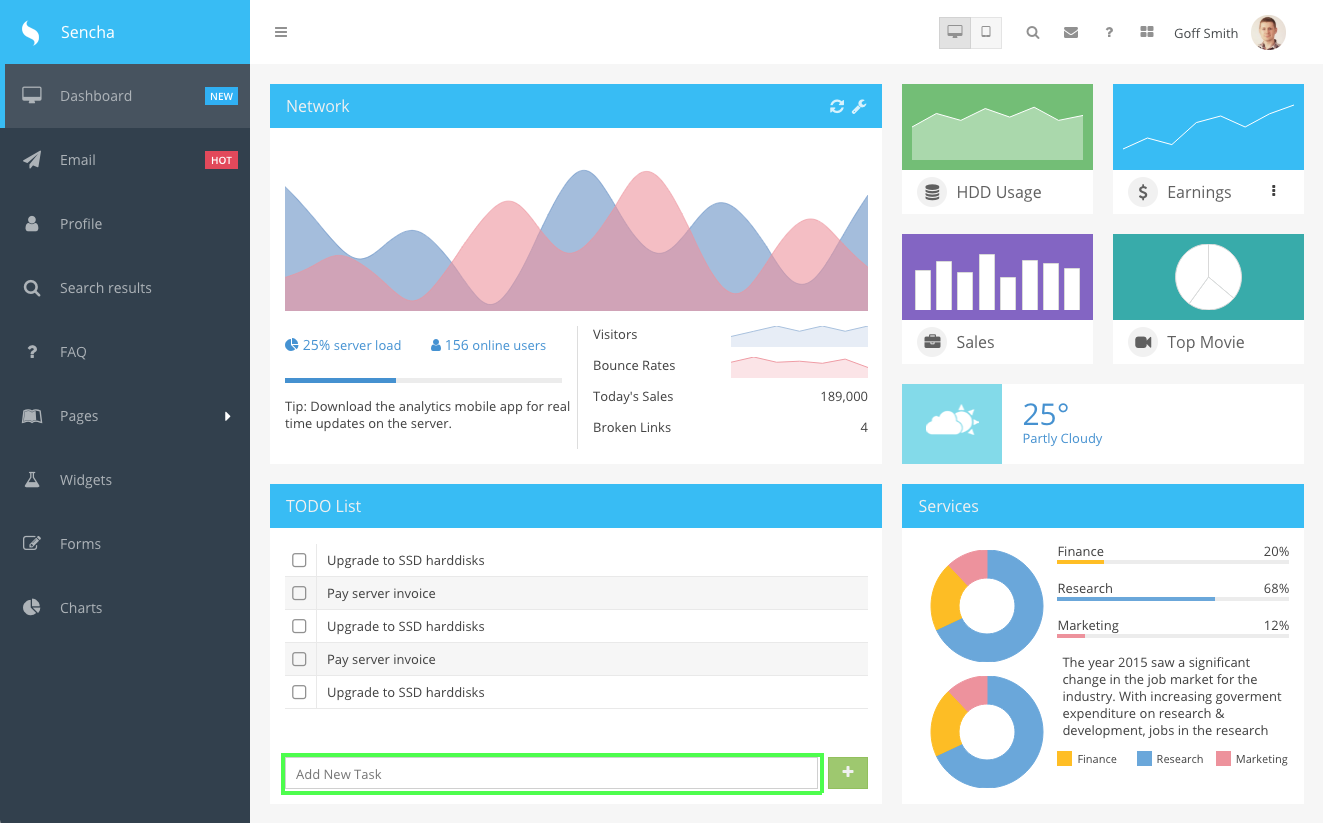 Sencha
Goff Smith
Dashboard
NEW
Email
HOT
Profile
Search results
FAQ
Pages
Widgets
Forms
Charts
Network
25% server load
156 online users
Tip: Download the analytics mobile app for real
time updates on the server.
Visitors
Bounce Rates
Today's Sales
189,000
Broken Links
4
HDD Usage
Earnings
Sales
Top Movie
25°
Partly Cloudy
TODO List
Upgrade to SSD harddisks
Pay server invoice
Upgrade to SSD harddisks
Pay server invoice
Upgrade to SSD harddisks
Add New Task
Services
Finance
20%
Research
68%
Marketing
12%
The year 2015 saw a significant
change in the job market for the
industry. With increasing goverment
expenditure on research &
development, jobs in the research
Finance
Research
Marketing